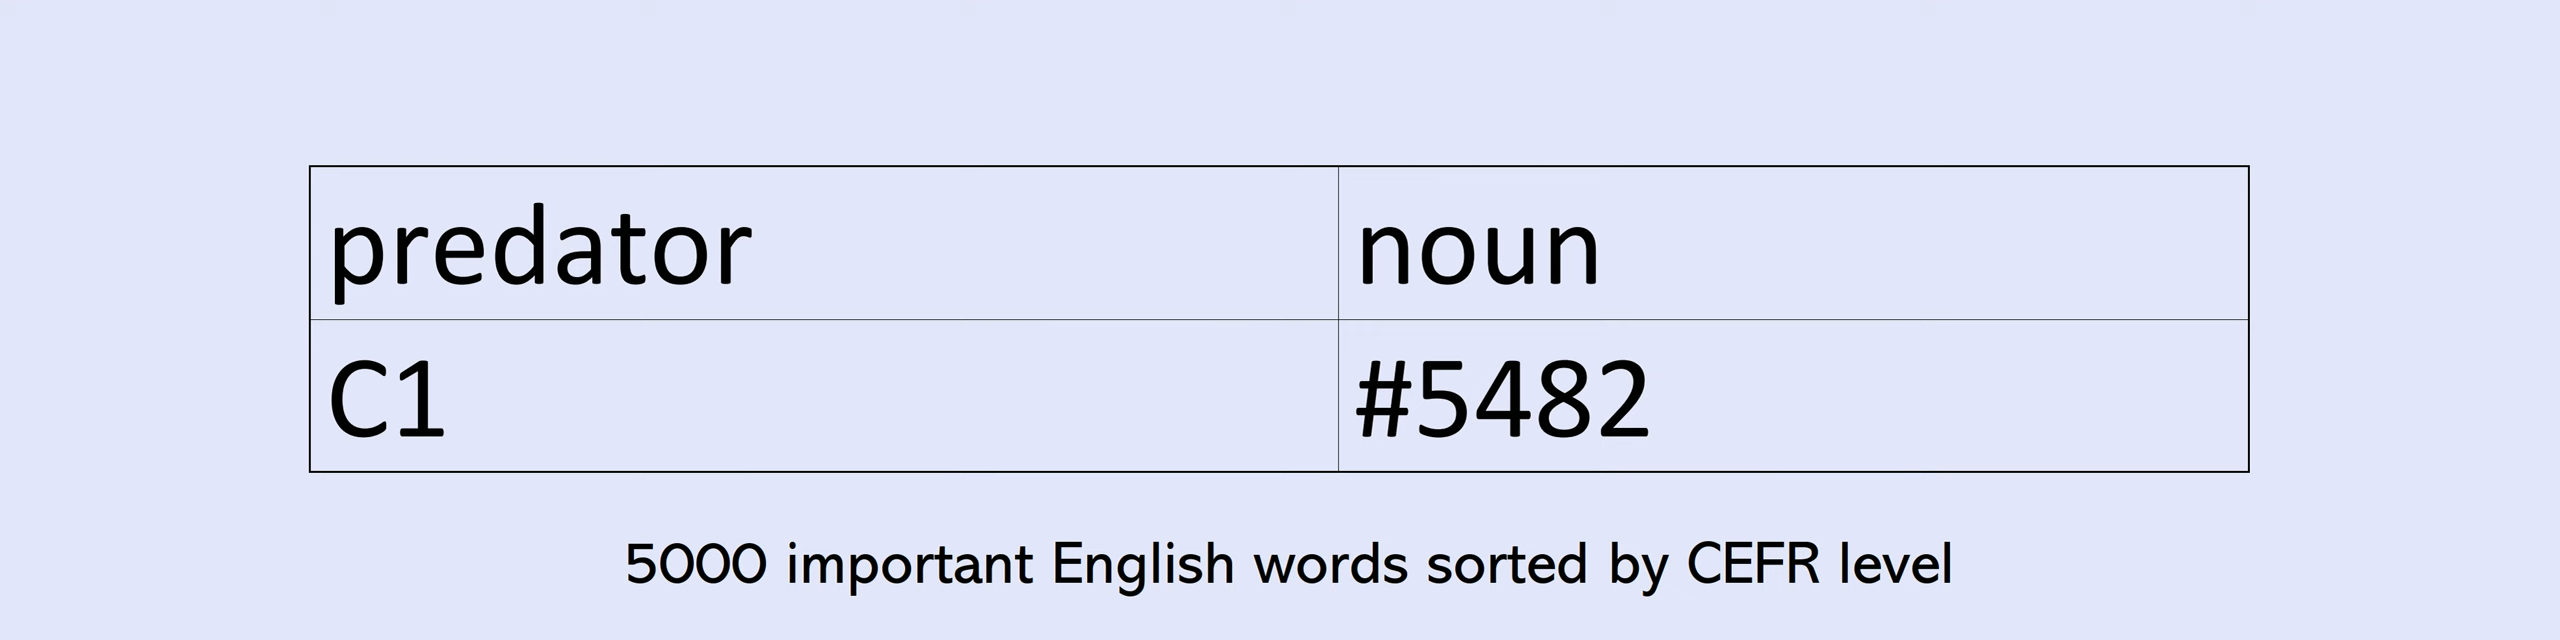 predator noun
C1 #5482
5000 important English words sorted by CEFR level